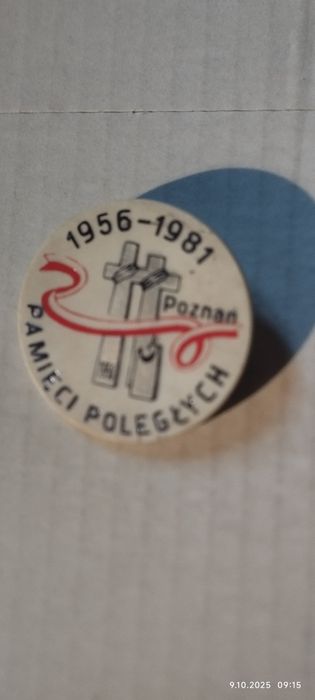 1956-1981
Poznań
PAMIĘCI POLEGŁYCH
9.10.2025 09:15